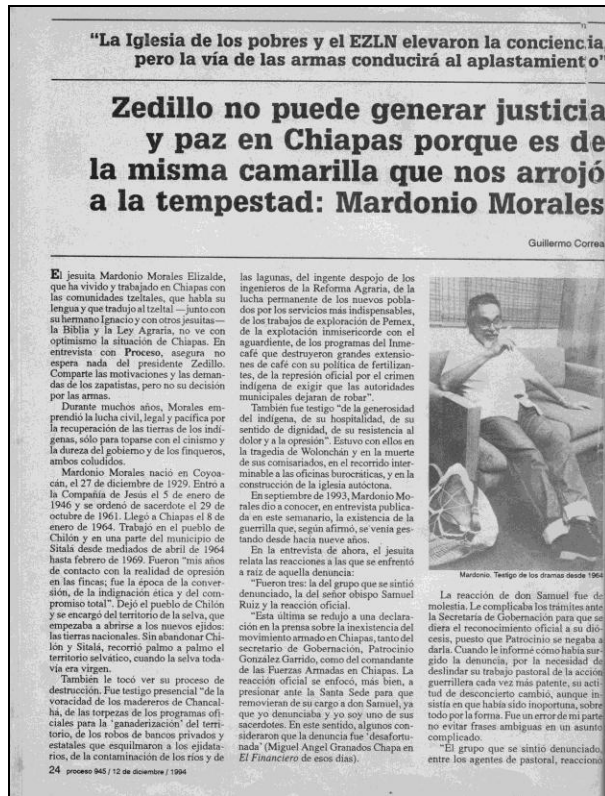 “La Iglesia de los pobres y el EZLN elevaron la conciencia,
pero la vía de las armas conducirá al aplastamiento”
Zedillo no puede generar justicia
y paz en Chiapas porque es de
la misma camarilla que nos arrojó
a la tempestad: Mardonio Morales
Guillermo Correa
El jesuita Mardonio Morales Elizalde,
que ha vivido y trabajado en Chiapas con
las comunidades tzeltales, que habla su
lengua y que tradujo al tzeltal —junto con
su hermano Ignacio y con otros jesuitas—
la Biblia y la Ley Agraria, no ve con
optimismo la situación de Chiapas. En
entrevista con Proceso, asegura no
espera nada del presidente Zedillo.
Comparte las motivaciones y las deman-
das de los zapatistas, pero no su decisión
por las armas.
Durante muchos años, Morales em-
prendió la lucha civil, legal y pacífica por
la recuperación de las tierras de los indí-
genas, sólo para toparse con el cinismo y
la dureza del gobierno y de los finqueros,
ambos coludidos.
Mardonio Morales nació en Coyoa-
cán, el 27 de diciembre de 1929. Entró a
la Compañía de Jesús el 5 de enero de
1946 y se ordenó de sacerdote el 29 de
octubre de 1961. Llegó a Chiapas el 8 de
enero de 1964. Trabajó en el pueblo de
Chilón y en una parte del municipio de
Sitalá desde mediados de abril de 1964
hasta febrero de 1969. Fueron “mis años
de contacto con la realidad de opresión
en las fincas; fue la época de la conver-
sión, de la indignación ética y del com-
promiso total”. Dejó el pueblo de Chilón
y se encargó del territorio de la selva, que
empezaba a abrirse a los nuevos ejidos:
las tierras nacionales. Sin abandonar Chi-
lón y Sitalá, recorrió palmo a palmo el
territorio selvático, cuando la selva toda-
vía era virgen.
También le tocó ver su proceso de
destrucción. Fue testigo presencial “de la
voracidad de los madereros de Chancal-
há, de las torpezas de los programas ofi-
ciales para la ‘ganaderización’ del terri-
torio, de los robos de bancos privados y
estatales que esquilmaron a los ejidata-
rios, de la contaminación de los ríos y de
las lagunas, del ingente despojo de los
ingenieros de la Reforma Agraria, de la
lucha permanente de los nuevos pobla-
dos por los servicios más indispensables,
de los trabajos de exploración de Pemex,
de la explotación inmisericorde con el
aguardiente, de los programas del Inme-
café que destruyeron grandes extensio-
nes de café con su política de fertilizan-
tes, de la represión oficial por el crimen
indígena de exigir que las autoridades
municipales dejaran de robar”.
También fue testigo “de la generosidad
del indígena, de su hospitalidad, de su
sentido de dignidad, de su resistencia al
dolor y a la opresión”. Estuvo con ellos en
la tragedia de Wolonchán y en la muerte
de sus comisariados, en el recorrido inter-
minable a las oficinas burocráticas, y en la
construcción de la iglesia autóctona.
En septiembre de 1993, Mardonio Mo-
rales dio a conocer, en entrevista publica-
da en este semanario, la existencia de la
guerrilla que, según afirmó, se venía ges-
tando desde hacía nueve años.
En la entrevista de ahora, el jesuita
relata las reacciones a las que se enfrentó
a raíz de aquella denuncia:
“Fueron tres: la del grupo que se sintió
denunciado, la del señor obispo Samuel
Ruiz y la reacción oficial.
“Esta última se redujo a una declara-
ción en la prensa sobre la inexistencia del
movimiento armado en Chiapas, tanto del
secretario de Gobernación, Patrocinio
González Garrido, como del comandante
de las Fuerzas Armadas en Chiapas. La
reacción oficial se enfocó, más bien, a
presionar ante la Santa Sede para que
removieran de su cargo a don Samuel, ya
que yo denunciaba y yo soy uno de sus
sacerdotes. En este sentido, algunos con-
sideraron que la denuncia fue ‘desafortu-
nada’ (Miguel Angel Granados Chapa en
El Financiero de esos días).
Mardonio. Testigo de los dramas desde 1964
La reacción de don Samuel fue de
molestia. Le complicaba los trámites ante
la Secretaría de Gobernación para que se
diera el reconocimiento oficial a su dió-
cesis, puesto que Patrocinio se negaba a
darla. Cuando le informé cómo había sur-
gido la denuncia, por la necesidad de
deslindar su trabajo pastoral de la acción
guerrillera cada vez más patente, su acti-
tud de desconcierto cambió, aunque in-
sistía en que había sido inoportuna, sobre
todo por la forma. Fue un error de mi parte
no evitar frases ambiguas en un asunto
complicado.
“El grupo que se sintió denunciado,
entre los agentes de pastoral, reaccionó
24 proceso 945 / 12 de diciembre / 1994